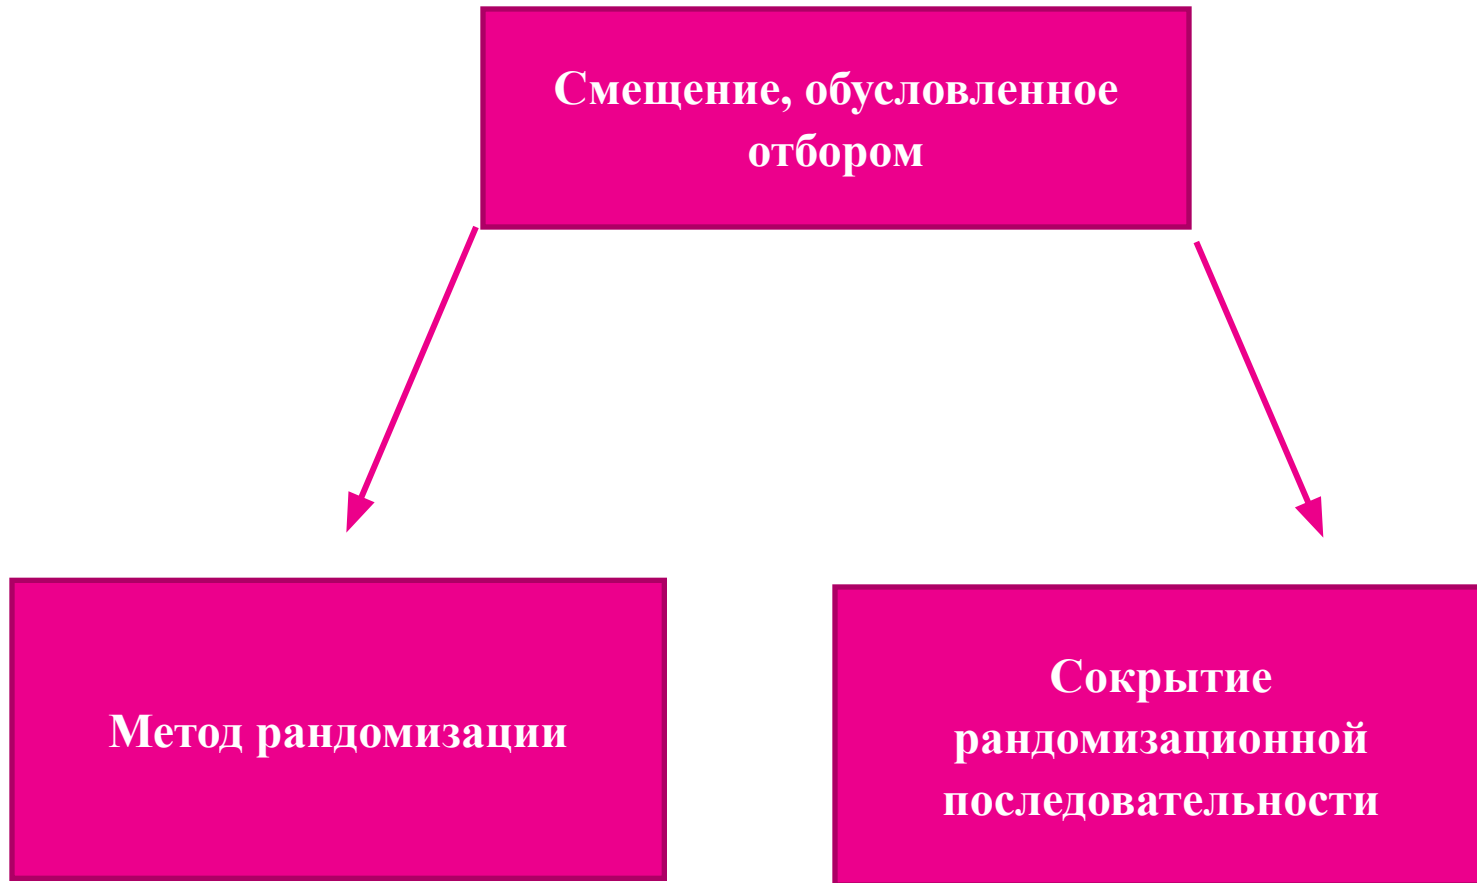 Смещение, обусловленное
отбором
Метод рандомизации
Сокрытие
рандомизационной
последовательности